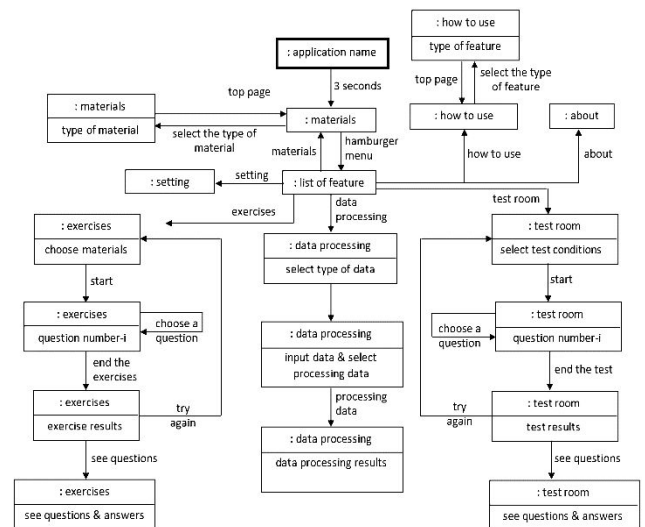 : how to use
type of feature
: application name
3 seconds
top page
select the type
of feature
: materials
type of material
top page
select the type of
material
: materials
: how to use
: about
materials
hamburger
menu
how to use
about
: setting
setting
: list of feature
exercises
data
processing
test room
: exercises
choose materials
: data processing
select type of data
: test room
select test conditions
start
start
: exercises
question number-i
choose a
question
: data processing
input data & select
processing data
choose a
question
: test room
question number-i
end the
exercises
processing
data
end the test
: exercises
exercise results
try
again
: data processing
data processing results
try
again
: test room
test results
see questions
see questions
: exercises
see questions & answers
: test room
see questions & answers